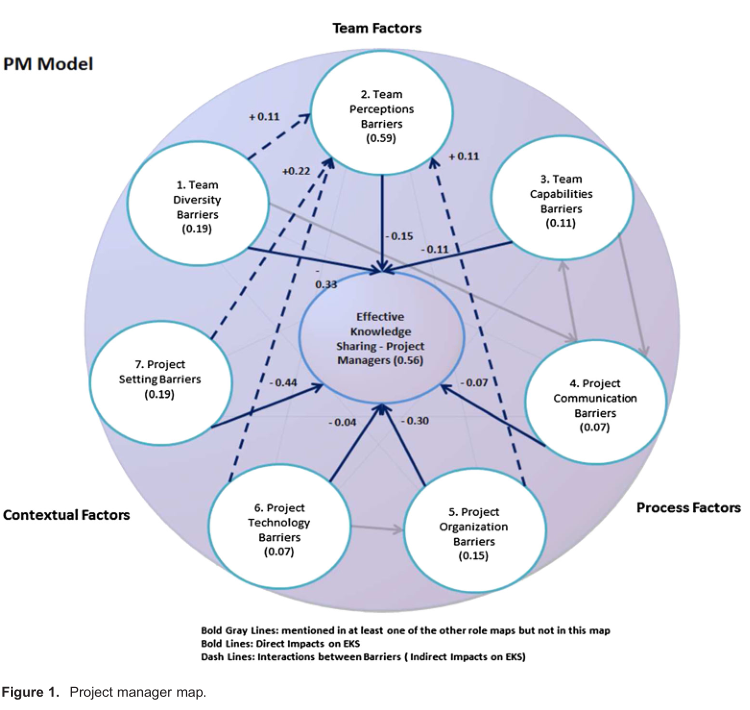 Team Factors
PM Model
2. Team
Perceptions
Barriers
(0.59)
+ 0.11
+0.22
+ 0.11
1. Team
Diversity
Barriers
(0.19)
3. Team
Capabilities
Barriers
(0.11)
- 0.15
- 0.11
-
0.33
Effective
Knowledge
Sharing - Project
Managers (0.56)
7. Project
Setting Barriers
(0.19)
- 0.44
- 0.07
4. Project
Communication
Barriers
(0.07)
- 0.04
- 0.30
Contextual Factors
Process Factors
6. Project
Technology
Barriers
(0.07)
5. Project
Organization
Barriers
(0.15)
Bold Gray Lines: mentioned in at least one of the other role maps but not in this map
Bold Lines: Direct Impacts on EKS
Dash Lines: Interactions between Barriers ( Indirect Impacts on EKS)
Figure 1. Project manager map.